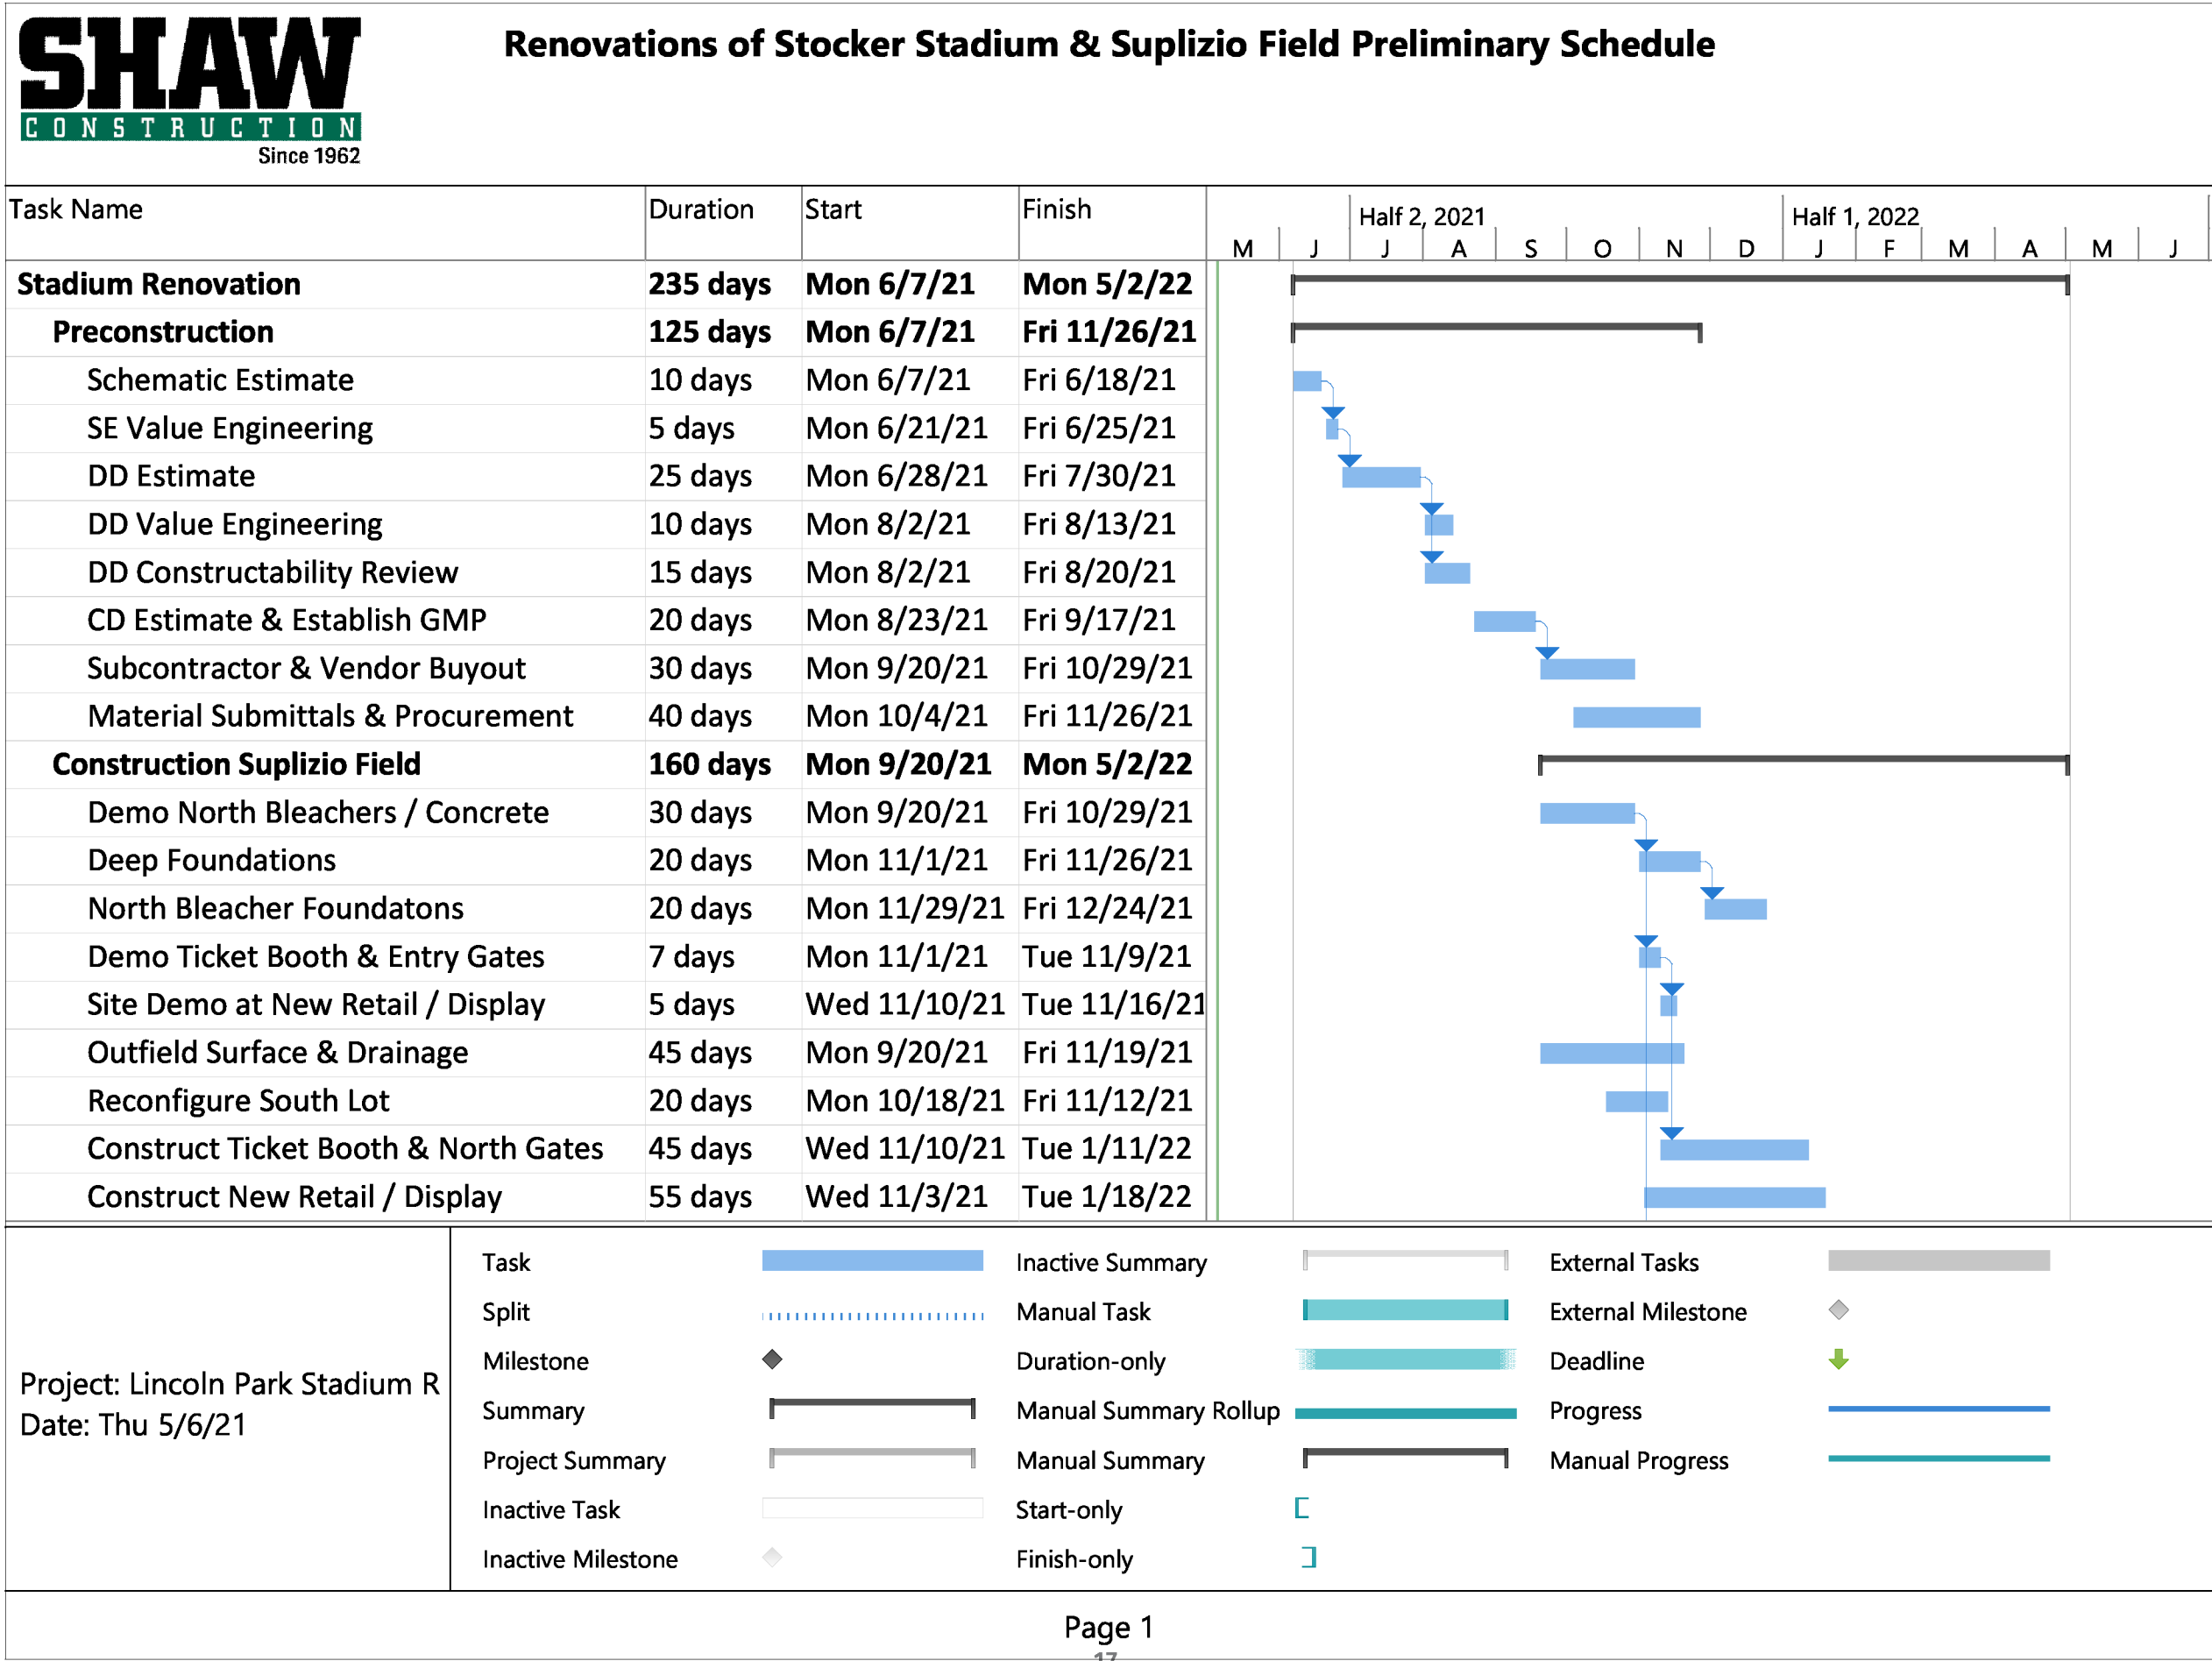 SHAW
CONSTRUCTION
Since 1962
Renovations of Stocker Stadium & Suplizio Field Preliminary Schedule
Task Name Duration Start Finish
Half 2, 2021 Half 1, 2022
M J J A S O N D J F M A M J
Stadium Renovation 235 days Mon 6/7/21 Mon 5/2/22
Preconstruction 125 days Mon 6/7/21 Fri 11/26/21
Schematic Estimate 10 days Mon 6/7/21 Fri 6/18/21
SE Value Engineering 5 days Mon 6/21/21 Fri 6/25/21
DD Estimate 25 days Mon 6/28/21 Fri 7/30/21
DD Value Engineering 10 days Mon 8/2/21 Fri 8/13/21
DD Constructability Review 15 days Mon 8/2/21 Fri 8/20/21
CD Estimate & Establish GMP 20 days Mon 8/23/21 Fri 9/17/21
Subcontractor & Vendor Buyout 30 days Mon 9/20/21 Fri 10/29/21
Material Submittals & Procurement 40 days Mon 10/4/21 Fri 11/26/21
Construction Suplizio Field 160 days Mon 9/20/21 Mon 5/2/22
Demo North Bleachers / Concrete 30 days Mon 9/20/21 Fri 10/29/21
Deep Foundations 20 days Mon 11/1/21 Fri 11/26/21
North Bleacher Foundatons 20 days Mon 11/29/21 Fri 12/24/21
Demo Ticket Booth & Entry Gates 7 days Mon 11/1/21 Tue 11/9/21
Site Demo at New Retail / Display 5 days Wed 11/10/21 Tue 11/16/21
Outfield Surface & Drainage 45 days Mon 9/20/21 Fri 11/19/21
Reconfigure South Lot 20 days Mon 10/18/21 Fri 11/12/21
Construct Ticket Booth & North Gates 45 days Wed 11/10/21 Tue 1/11/22
Construct New Retail / Display 55 days Wed 11/3/21 Tue 1/18/22
Project: Lincoln Park Stadium R
Date: Thu 5/6/21
Task Inactive Summary External Tasks
Split Manual Task External Milestone
Milestone Duration-only Deadline
Summary Manual Summary Rollup Progress
Project Summary Manual Summary Manual Progress
Inactive Task Start-only
Inactive Milestone Finish-only
Page 1
17